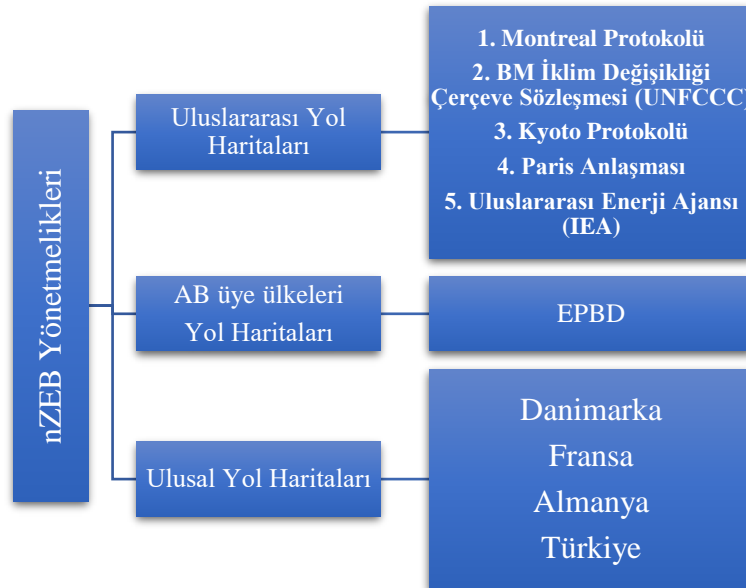 nZEB Yönetmelikleri
Uluslararası Yol
Haritaları
1. Montreal Protokolü
2. BM İklim Değişikliği
Çerçeve Sözleşmesi (UNFCCC)
3. Kyoto Protokolü
4. Paris Anlaşması
5. Uluslararası Enerji Ajansı
(IEA)
AB üye ülkeleri
Yol Haritaları
EPBD
Ulusal Yol Haritaları
Danimarka
Fransa
Almanya
Türkiye